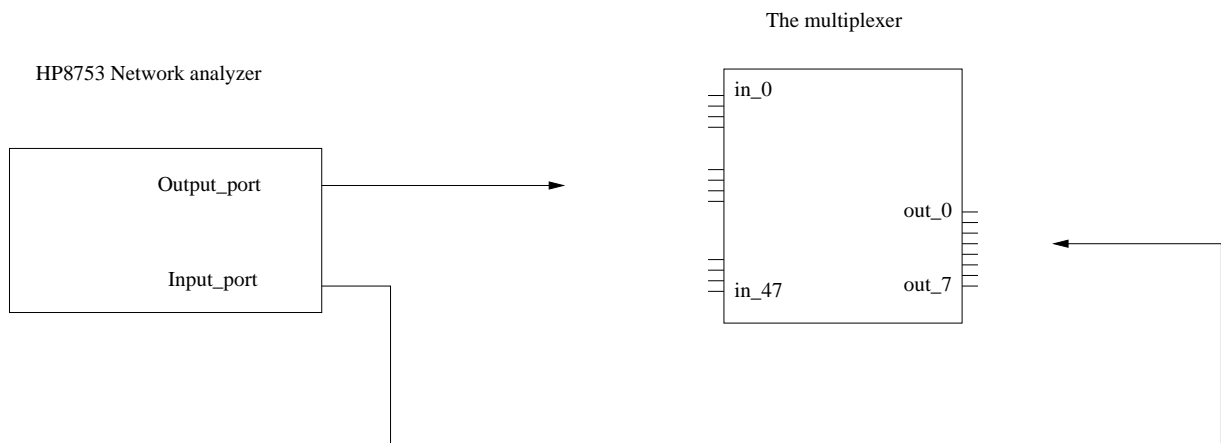 The multiplexer
HP8753 Network analyzer
in_0
Output_port
out_0
Input_port
in_47
out_7